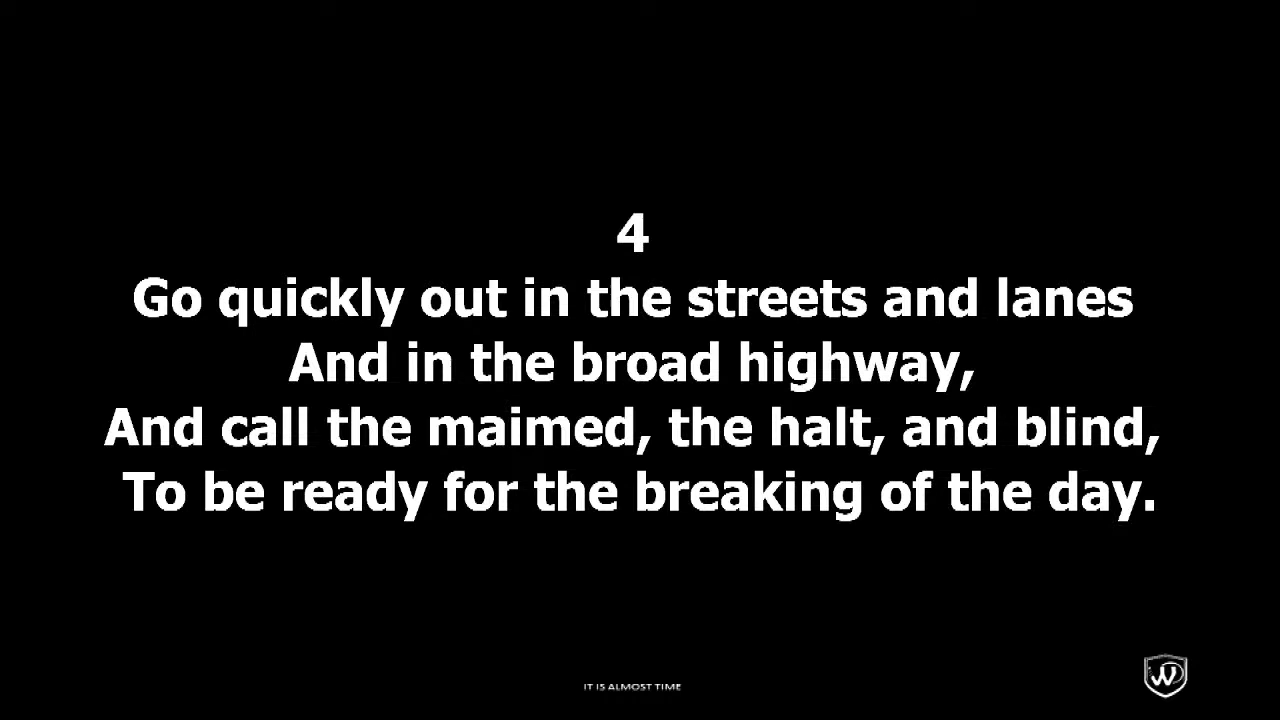 4
Go quickly out in the streets and lanes
And in the broad highway,
And call the maimed, the halt, and blind,
To be ready for the breaking of the day.
IT IS ALMOST TIME